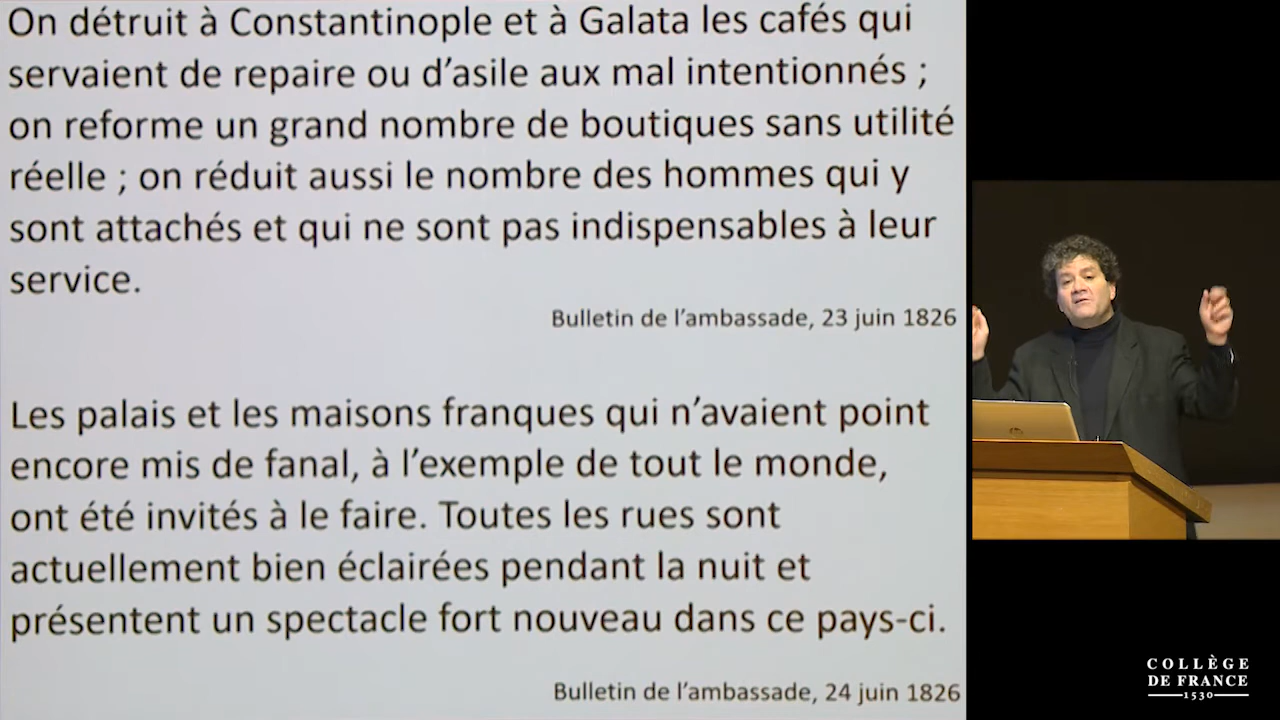 On détruit à Constantinople et à Galata les cafés qui
servaient de repaire ou d’asile aux mal intentionnés ;
on reforme un grand nombre de boutiques sans utilité
réelle ; on réduit aussi le nombre des hommes qui y
sont attachés et qui ne sont pas indispensables à leur
service.
Bulletin de l’ambassade, 23 juin 1826
Les palais et les maisons franques qui n’avaient point
encore mis de fanal, à l’exemple de tout le monde,
ont été invités à le faire. Toutes les rues sont
actuellement bien éclairées pendant la nuit et
présentent un spectacle fort nouveau dans ce pays-ci.
Bulletin de l’ambassade, 24 juin 1826
COLLÈGE
DE FRANCE
1530